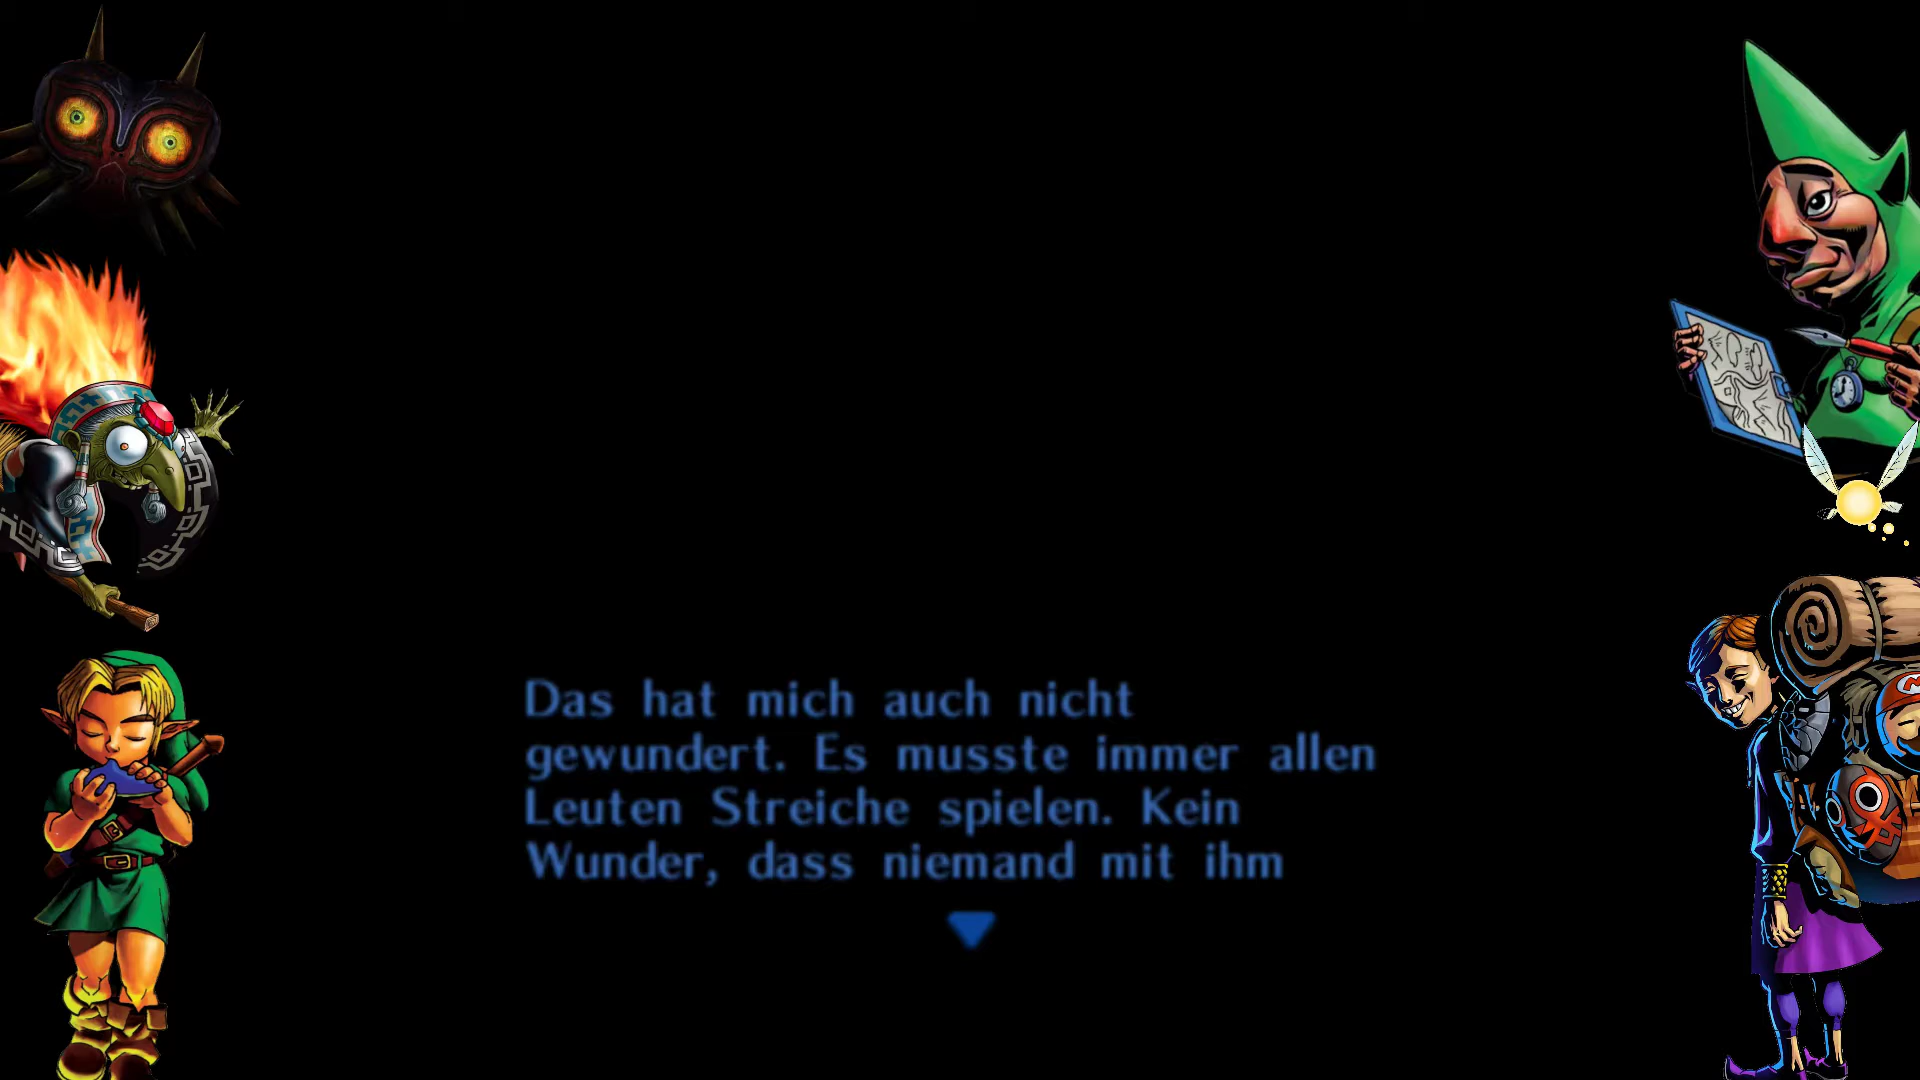 Das hat mich auch nicht
gewundert. Es musste immer allen
Leuten Streiche spielen. Kein
Wunder, dass niemand mit ihm